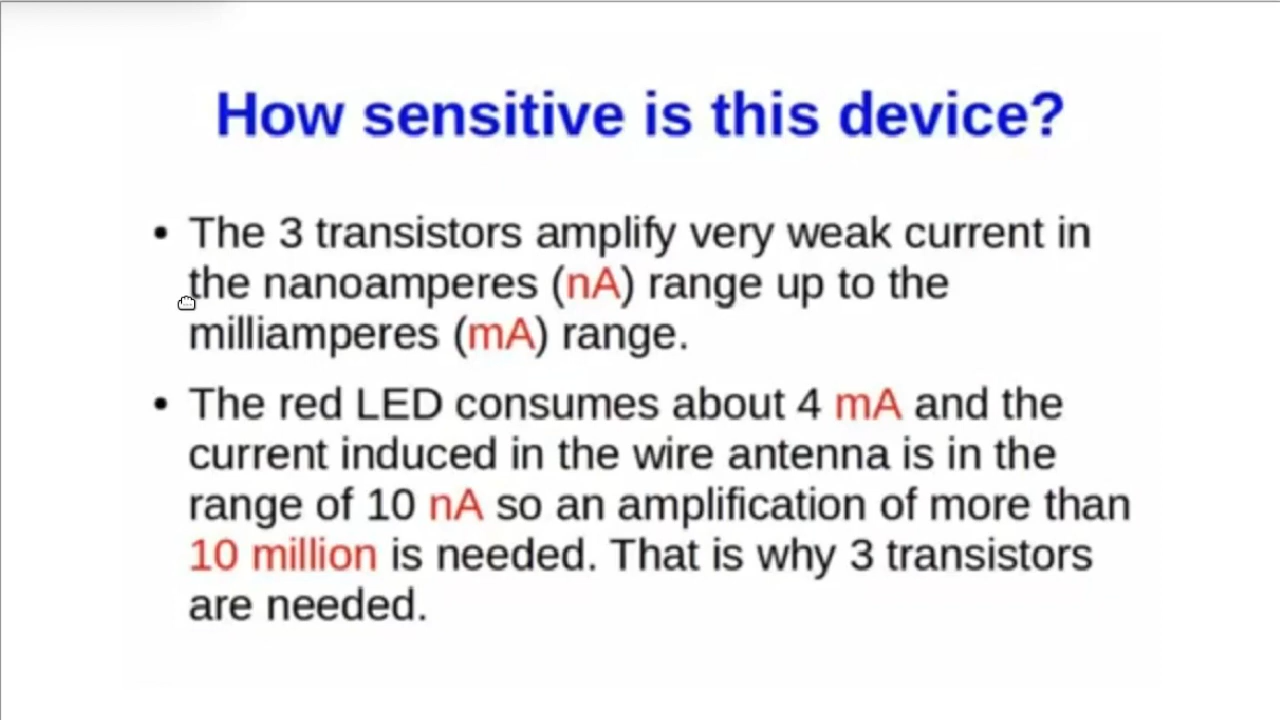 How sensitive is this device?
• The 3 transistors amplify very weak current in
the nanoamperes (nA) range up to the
milliamperes (mA) range.
• The red LED consumes about 4 mA and the
current induced in the wire antenna is in the
range of 10 nA so an amplification of more than
10 million is needed. That is why 3 transistors
are needed.